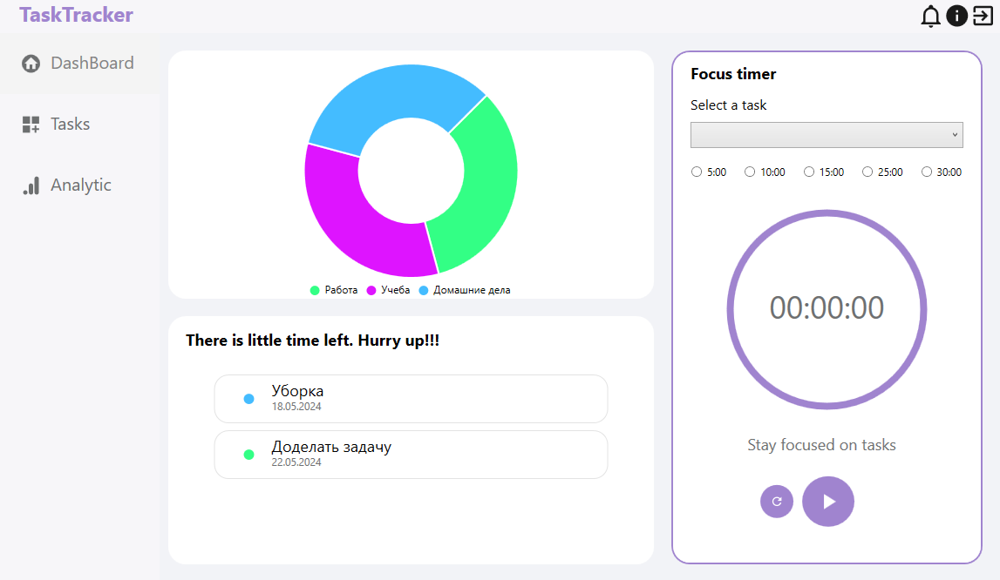 TaskTracker
DashBoard
Tasks
Analytic
Работа Учеба Домашние дела
There is little time left. Hurry up!!!
Уборка
18.05.2024
Доделать задачу
22.05.2024
Focus timer
Select a task
5:00 10:00 15:00 25:00 30:00
00:00:00
Stay focused on tasks